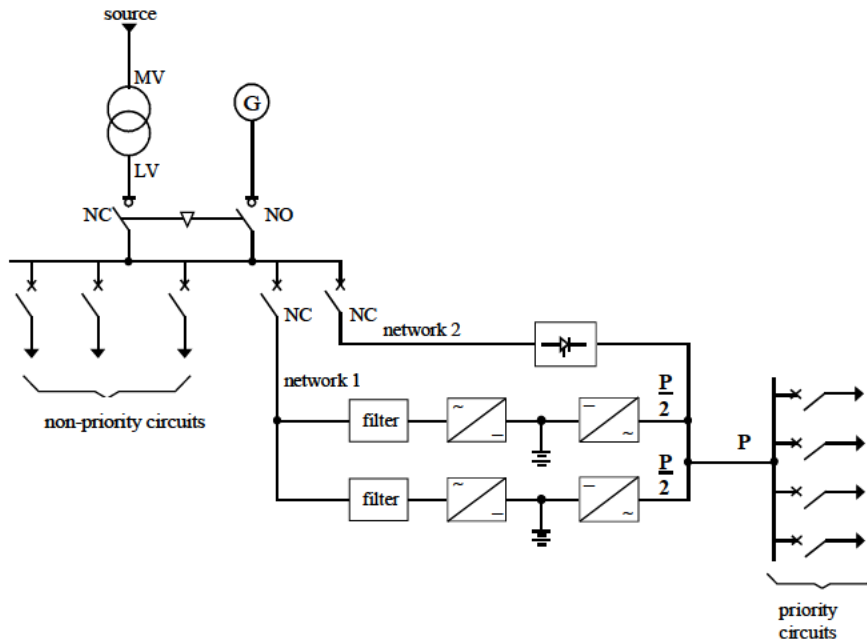 source
MV
G
LV
NC
NO
NC
NC
network 2
network 1
non-priority circuits
filter
~
–
–
~
P
2
P
filter
~
–
–
~
P
2
priority
circuits